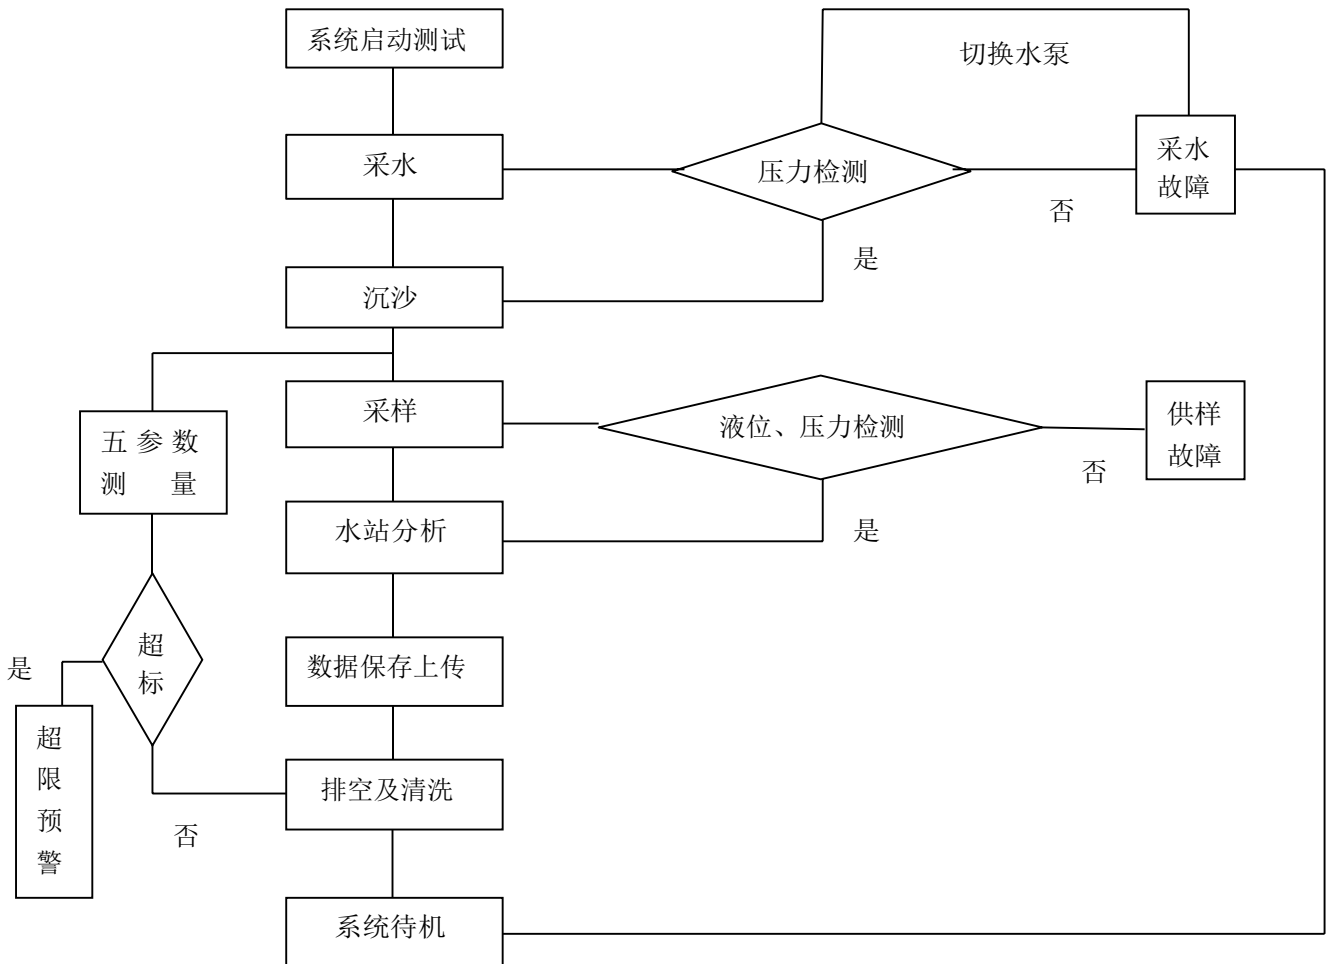 系统启动测试
切换水泵
采水
压力检测
采水
故障
否
是
沉沙
采样
液位、压力检测
供样
故障
五参数
测量
否
水站分析
是
超
标
是
数据保存上传
超
限
预
警
排空及清洗
否
系统待机